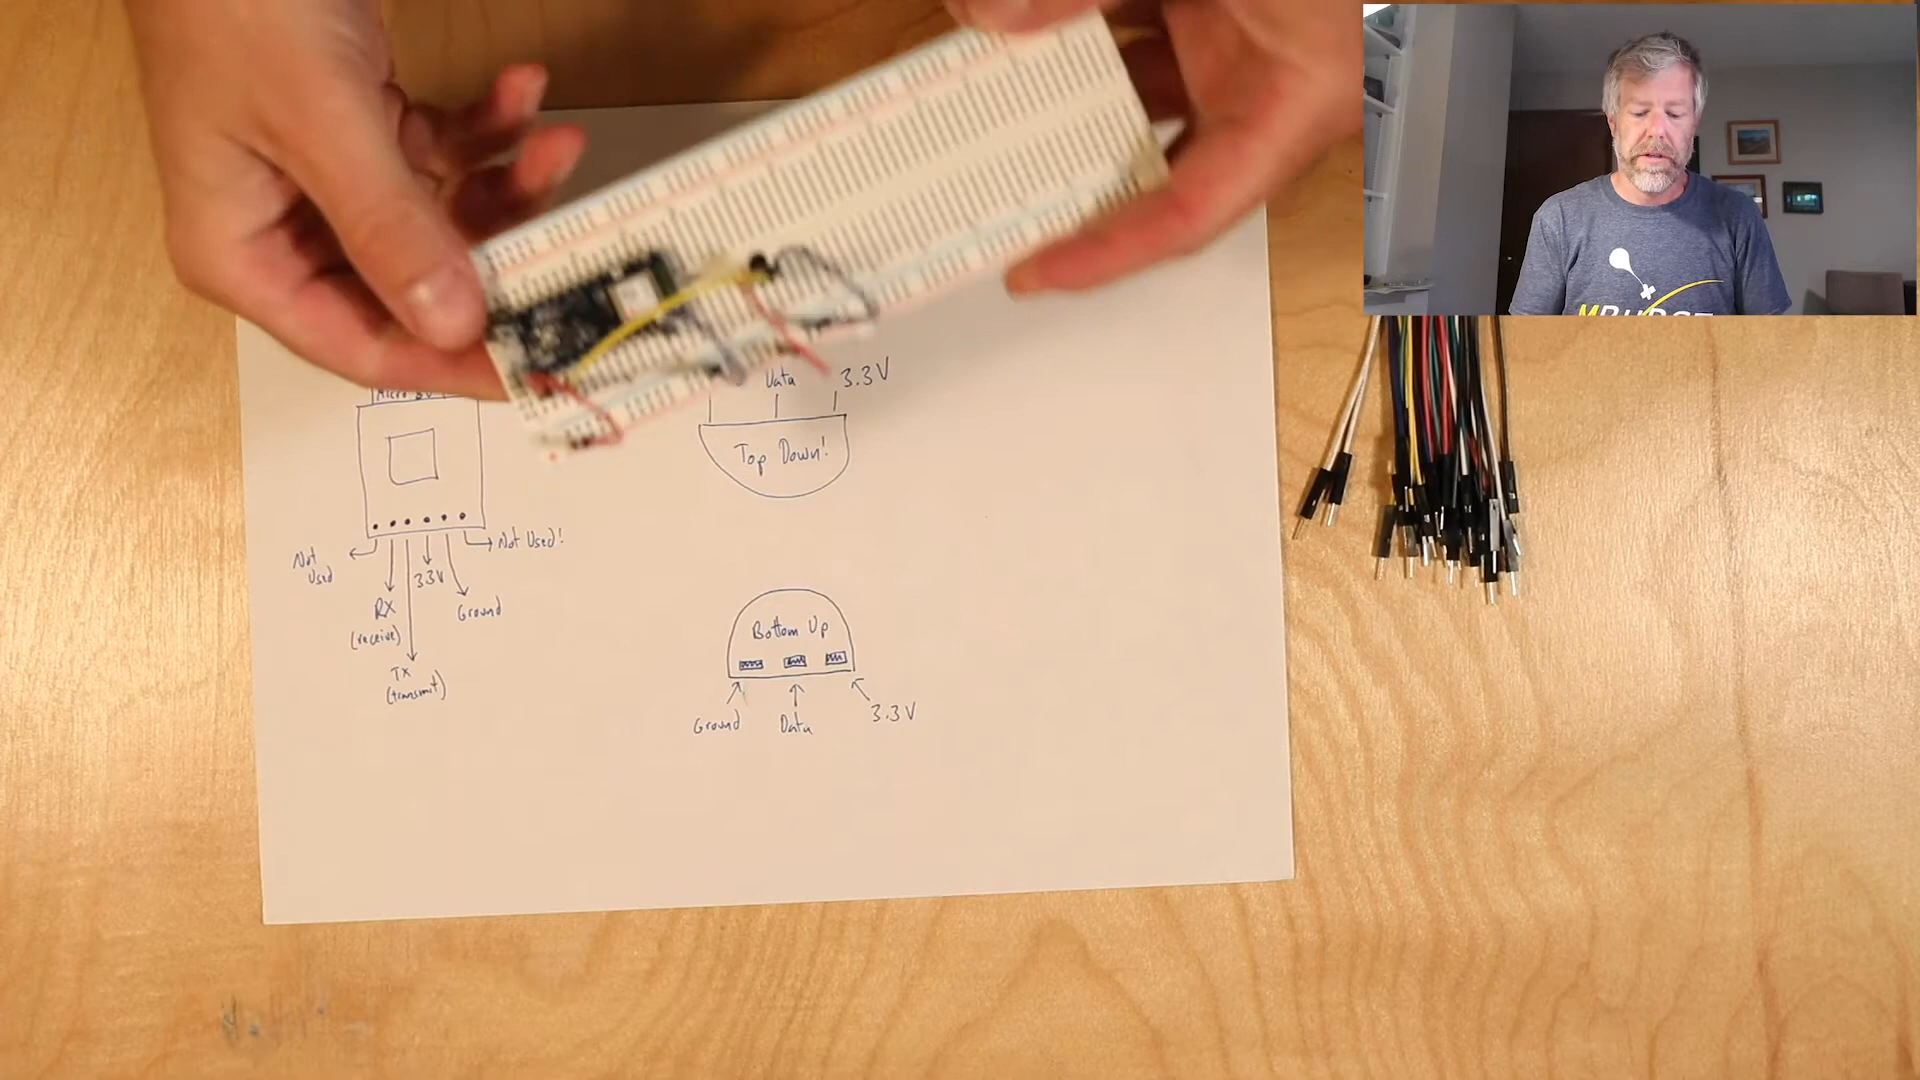 Data
3.3V
Top Down!
Not
Used
Not Used!
3.3V
RX
(receive)
Ground
TX
(transmit)
Bottom Up
Ground
Data
3.3V